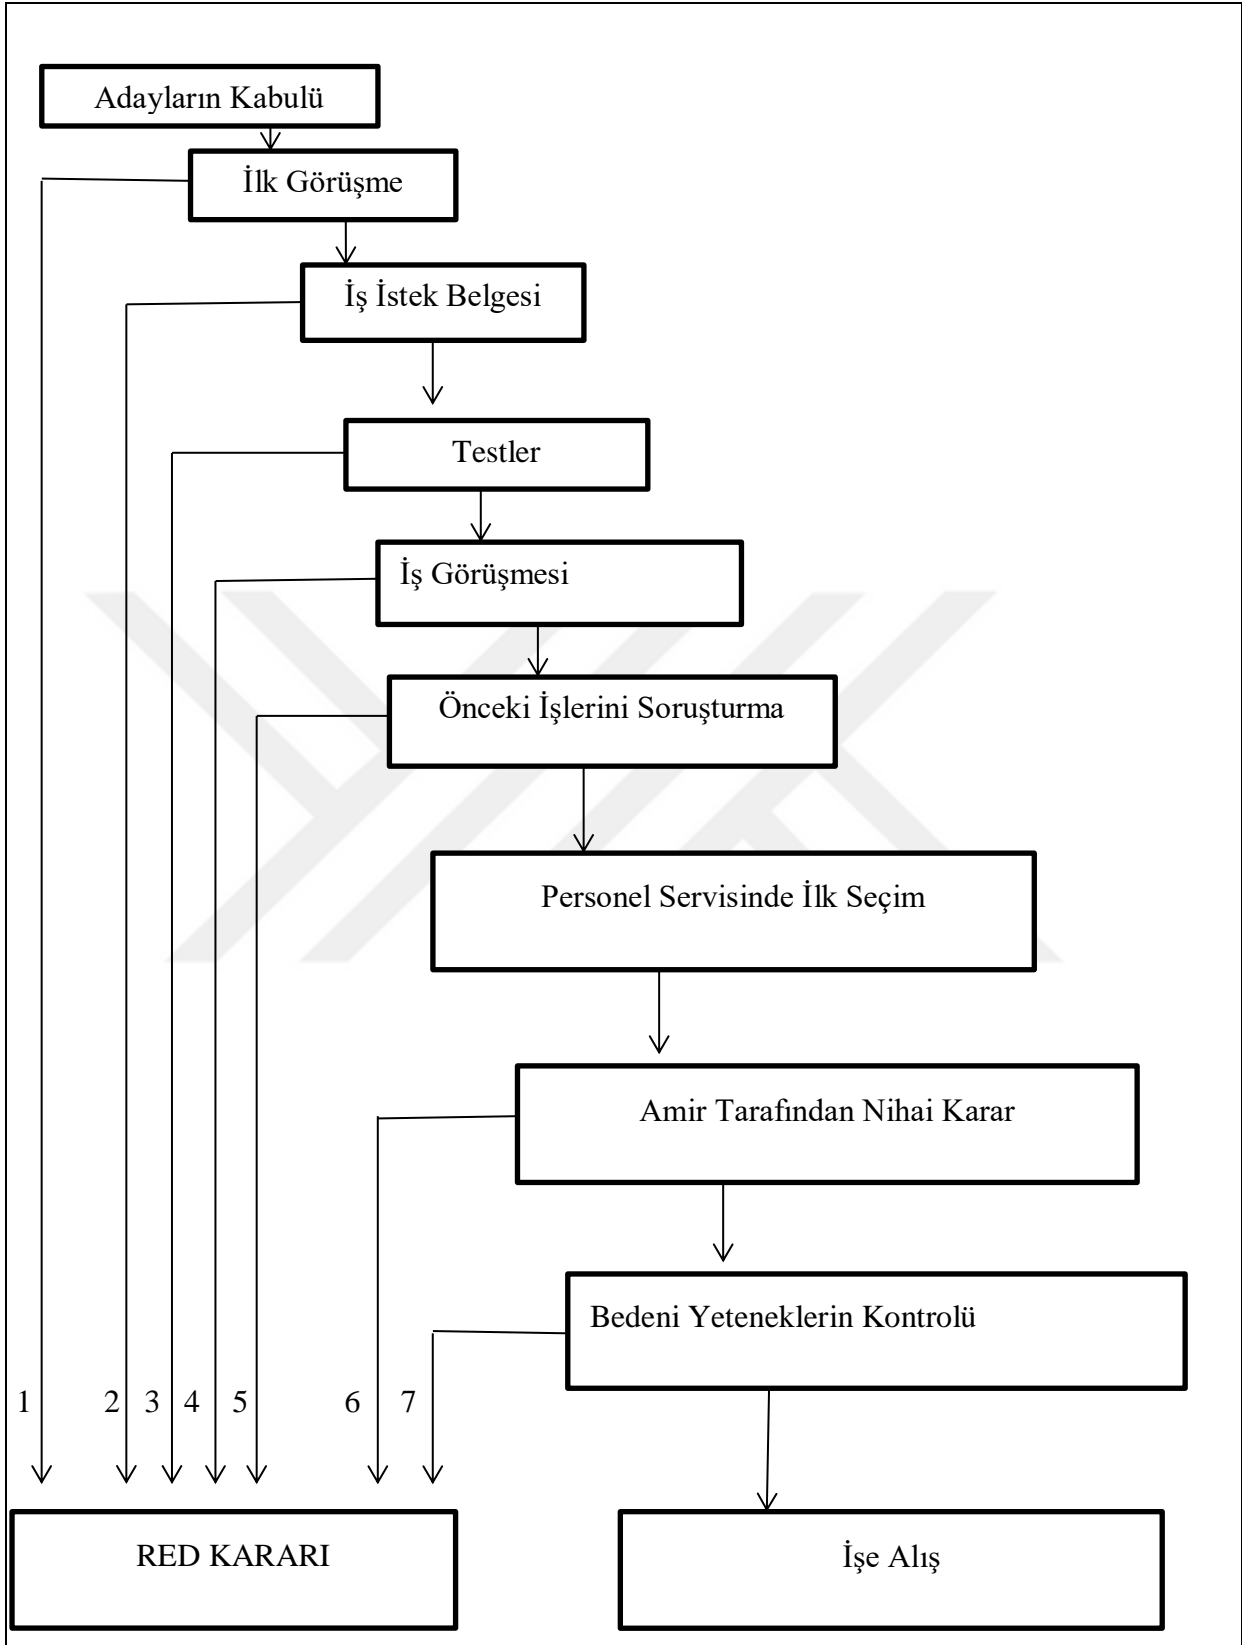 Adayların Kabulü
İlk Görüşme
İş İstek Belgesi
Testler
İş Görüşmesi
Önceki İşlerini Soruşturma
Personel Servisinde İlk Seçim
Amir Tarafından Nihai Karar
Bedeni Yeteneklerin Kontrolü
1 2 3 4 5 6 7
RED KARARI
İşe Alış